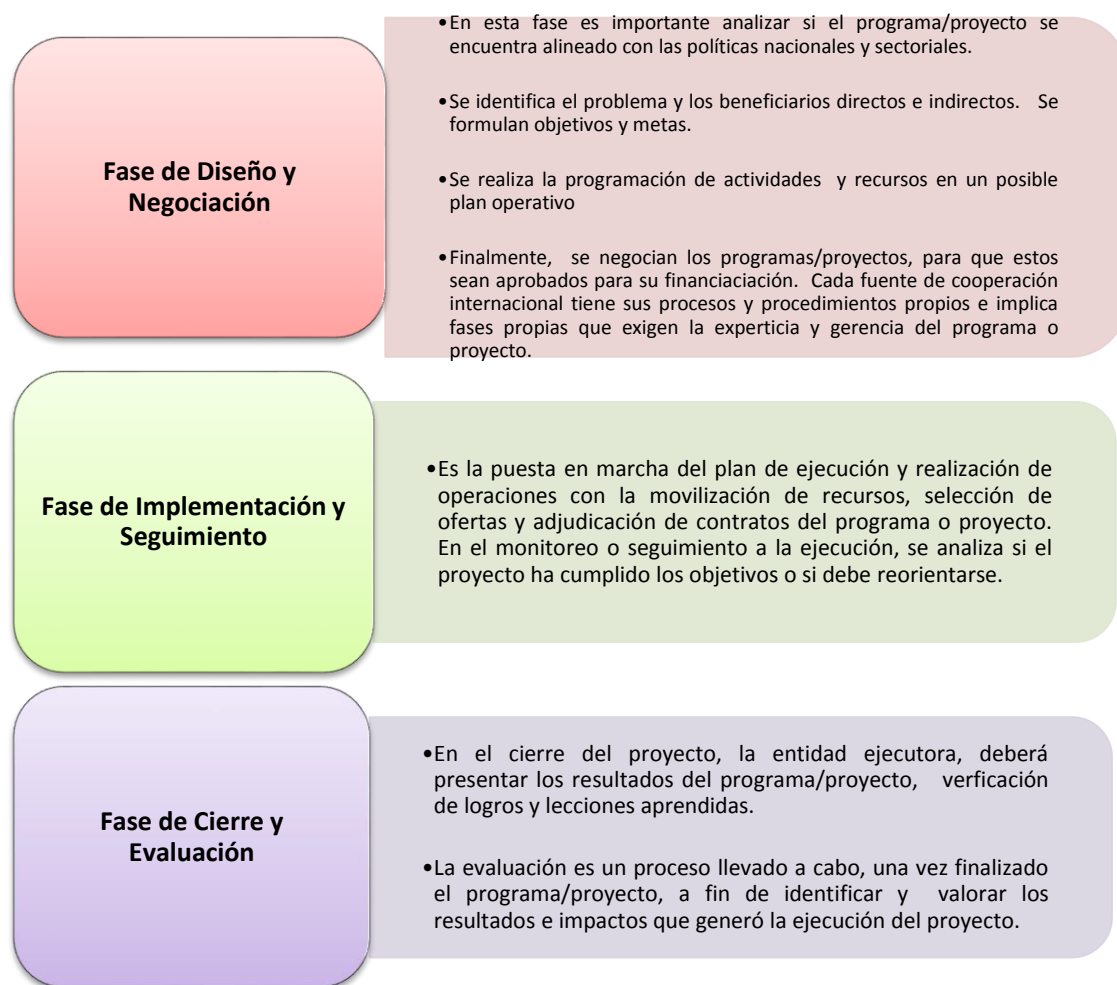 Fase de Diseño y
Negociación
•En esta fase es importante analizar si el programa/proyecto se
encuentra alineado con las políticas nacionales y sectoriales.
•Se identifica el problema y los beneficiarios directos e indirectos. Se
formulan objetivos y metas.
•Se realiza la programación de actividades y recursos en un posible
plan operativo
•Finalmente, se negocian los programas/proyectos, para que estos
sean aprobados para su financiaciación. Cada fuente de cooperación
internacional tiene sus procesos y procedimientos propios e implica
fases propias que exigen la experticia y gerencia del programa o
proyecto.
Fase de Implementación y
Seguimiento
•Es la puesta en marcha del plan de ejecución y realización de
operaciones con la movilización de recursos, selección de
ofertas y adjudicación de contratos del programa o proyecto.
En el monitoreo o seguimiento a la ejecución, se analiza si el
proyecto ha cumplido los objetivos o si debe reorientarse.
Fase de Cierre y
Evaluación
•En el cierre del proyecto, la entidad ejecutora, deberá
presentar los resultados del programa/proyecto, verficación
de logros y lecciones aprendidas.
•La evaluación es un proceso llevado a cabo, una vez finalizado
el programa/proyecto, a fin de identificar y valorar los
resultados e impactos que generó la ejecución del proyecto.